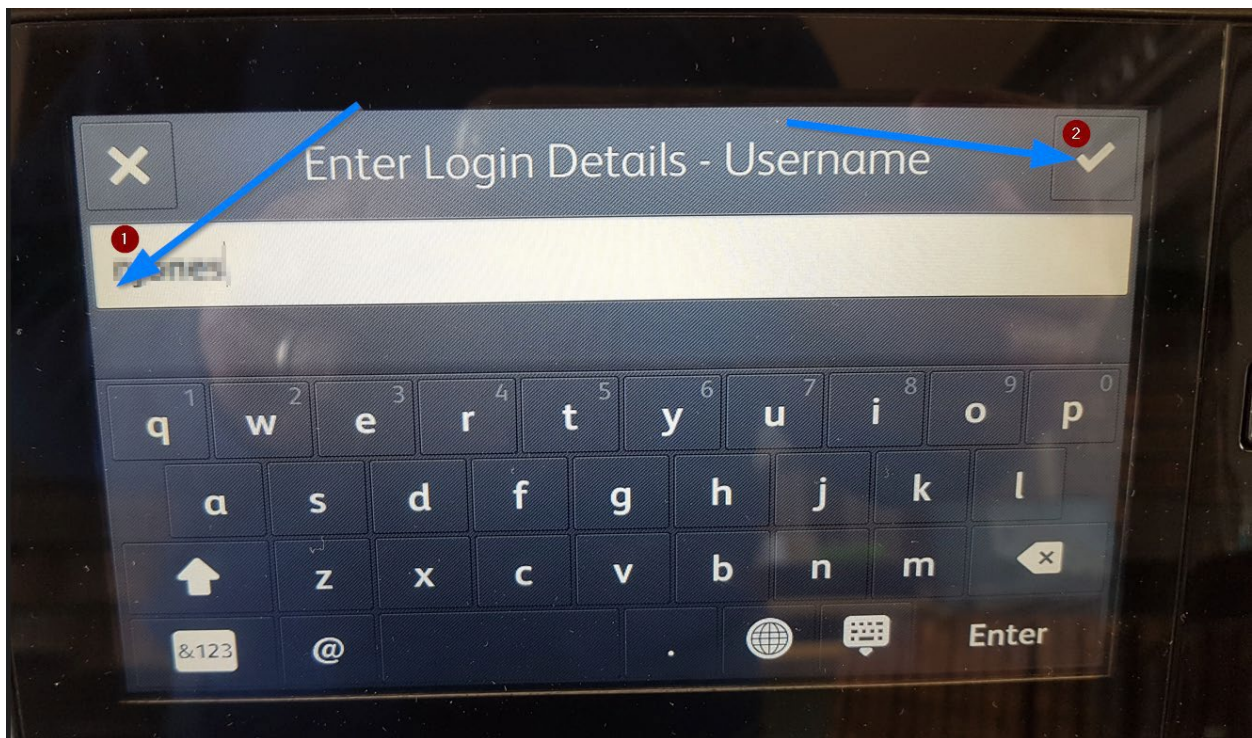 2
Enter Login Details - Username
1
1 2 3 4 5 6 7 8 9 0
q w e r t y u i o p
a s d f g h j k l
z x c v b n m
&123 @ . Enter